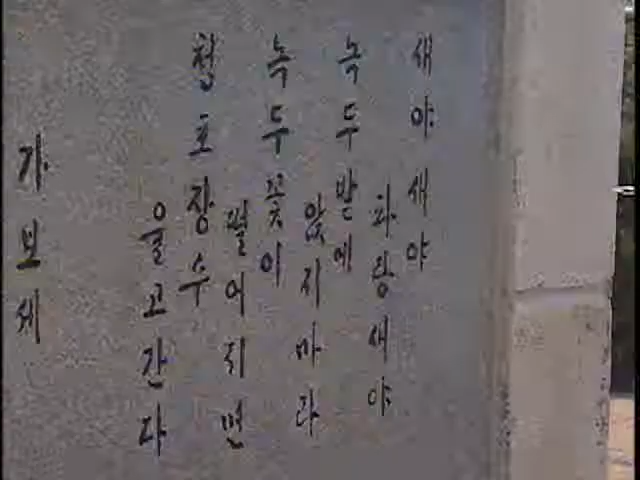 새야 새야
파랑새야
녹두밭에
앉지마라
녹두꽃이
떨어지면
청포장수
울고간다
가보세